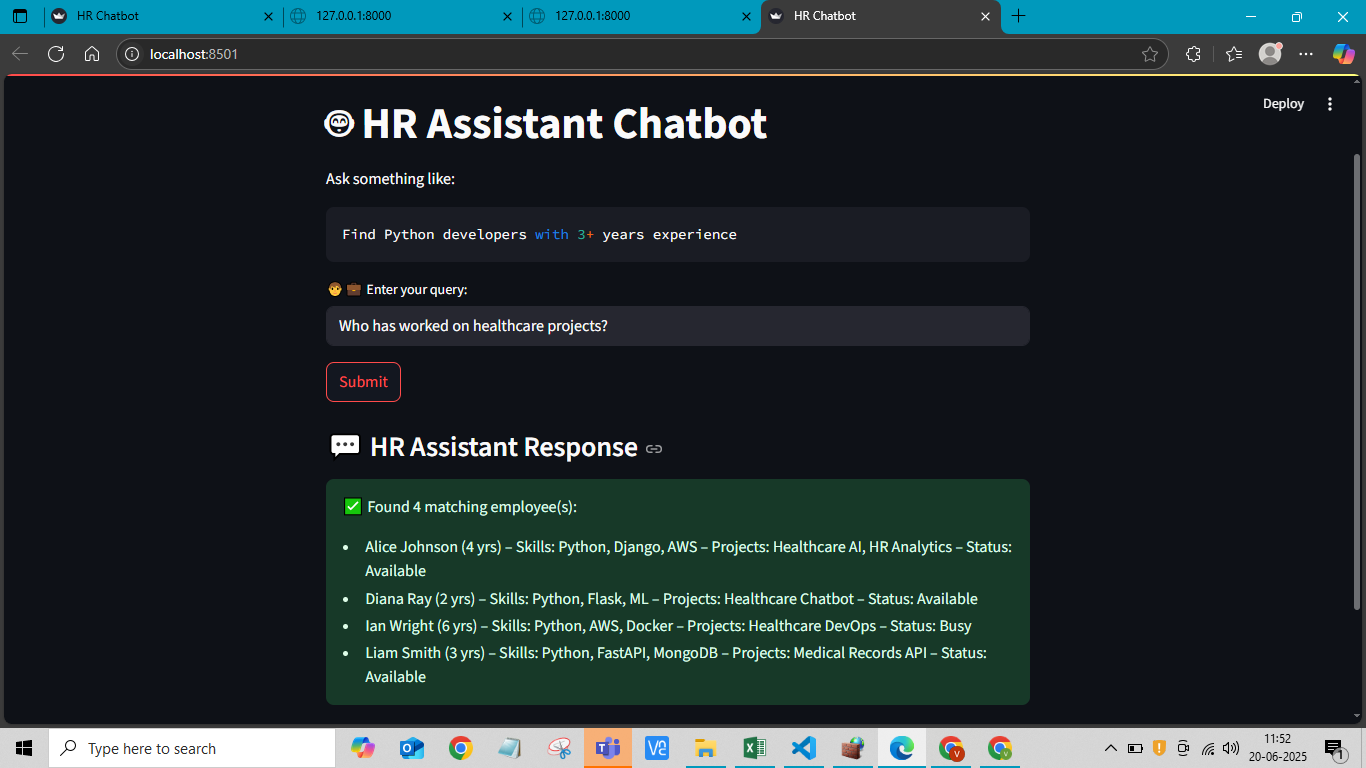 HR Chatbot
127.0.0.1:8000
127.0.0.1:8000
HR Chatbot
localhost:8501
Deploy
HR Assistant Chatbot
Ask something like:
Find Python developers with 3+ years experience
Enter your query:
Who has worked on healthcare projects?
Submit
HR Assistant Response
Found 4 matching employee(s):
• Alice Johnson (4 yrs) – Skills: Python, Django, AWS – Projects: Healthcare AI, HR Analytics – Status:
Available
• Diana Ray (2 yrs) – Skills: Python, Flask, ML – Projects: Healthcare Chatbot – Status: Available
• Ian Wright (6 yrs) – Skills: Python, AWS, Docker – Projects: Healthcare DevOps – Status: Busy
• Liam Smith (3 yrs) – Skills: Python, FastAPI, MongoDB – Projects: Medical Records API – Status:
Available
Type here to search
11:52
20-06-2025
1